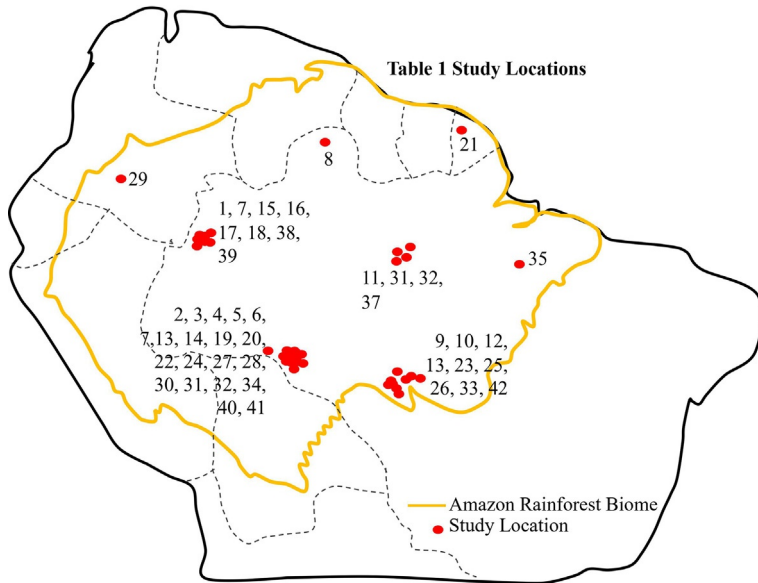 Table 1 Study Locations
21
8
29
1, 7, 15, 16,
17, 18, 38,
39
35
11, 31, 32,
37
2, 3, 4, 5, 6,
7,13, 14, 19, 20,
22, 24, 27, 28,
30, 31, 32, 34,
40, 41
9, 10, 12,
13, 23, 25,
26, 33, 42
Amazon Rainforest Biome
Study Location